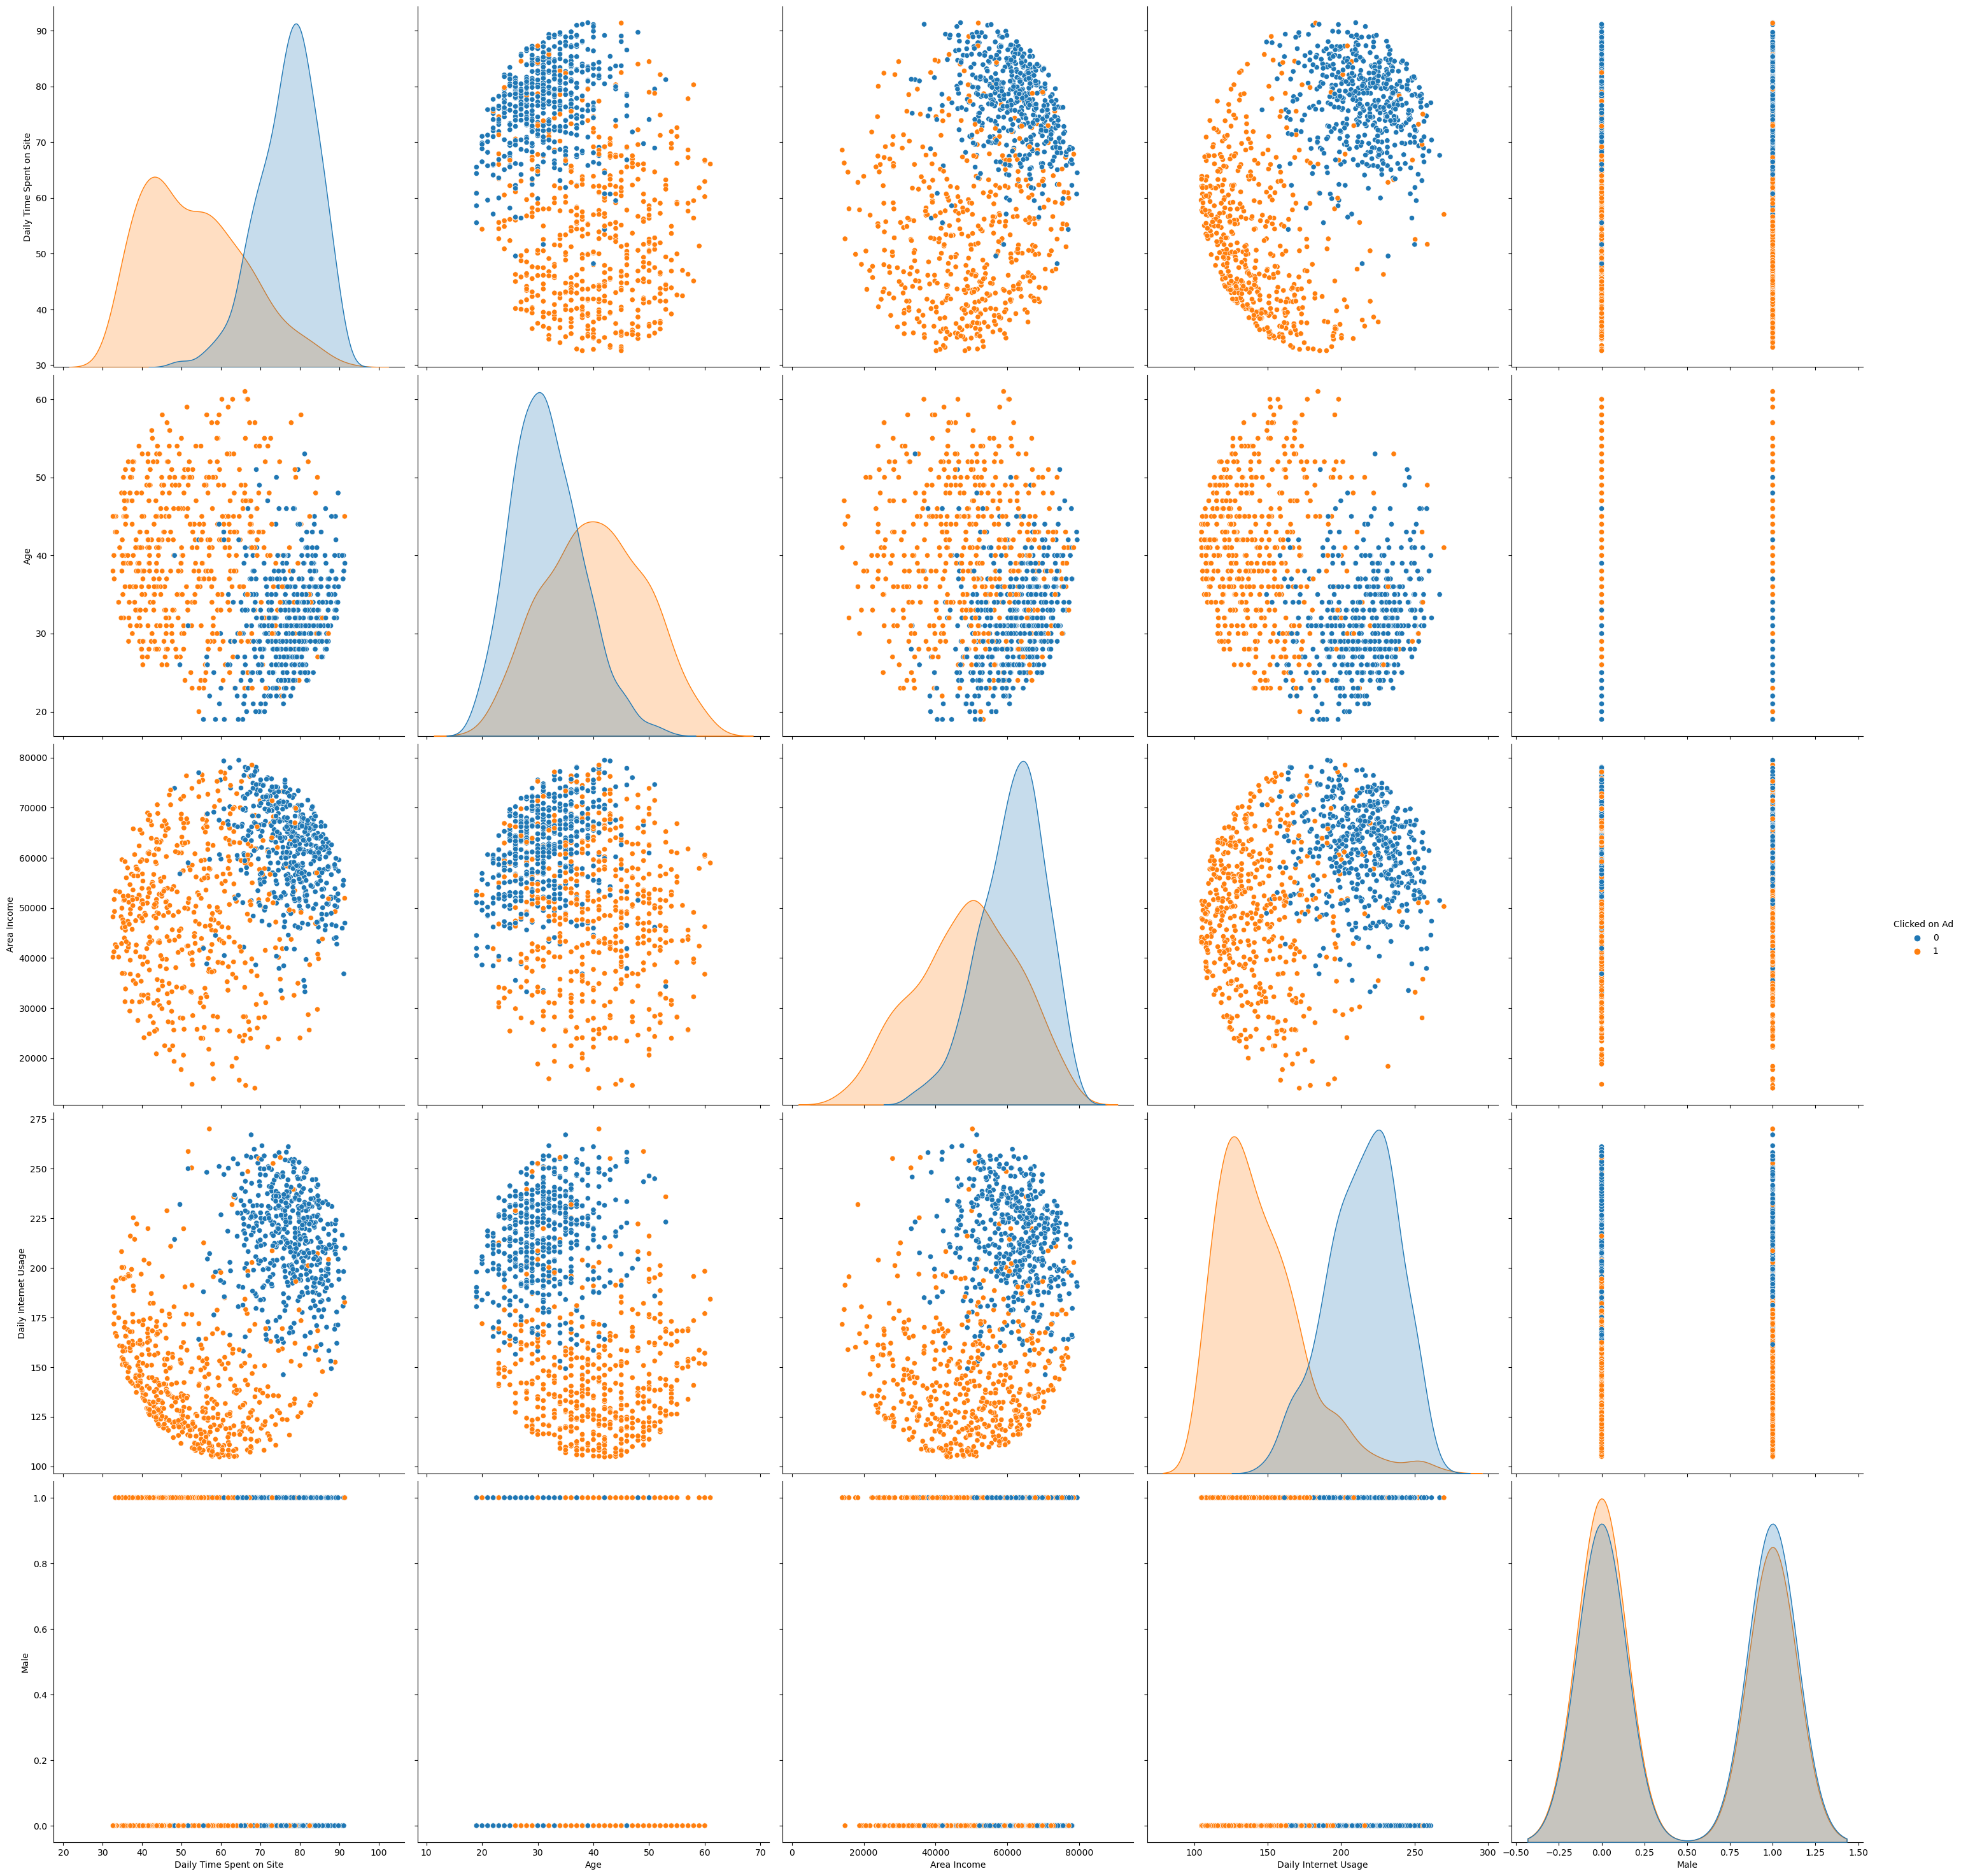 90
80
70
60
50
40
30
Daily Time Spent on Site
60
50
40
30
20
Age
80000
70000
60000
50000
40000
30000
20000
Area Income
Clicked on Ad
0
1
275
250
225
200
175
150
125
100
Daily Internet Usage
1.0
0.8
0.6
0.4
0.2
0.0
Male
20 30 40 50 60 70 80 90 100
10 20 30 40 50 60 70
0 20000 40000 60000 80000
100 150 200 250 300
−0.50 −0.25 0.00 0.25 0.50 0.75 1.00 1.25 1.50
Daily Time Spent on Site
Age
Area Income
Daily Internet Usage
Male